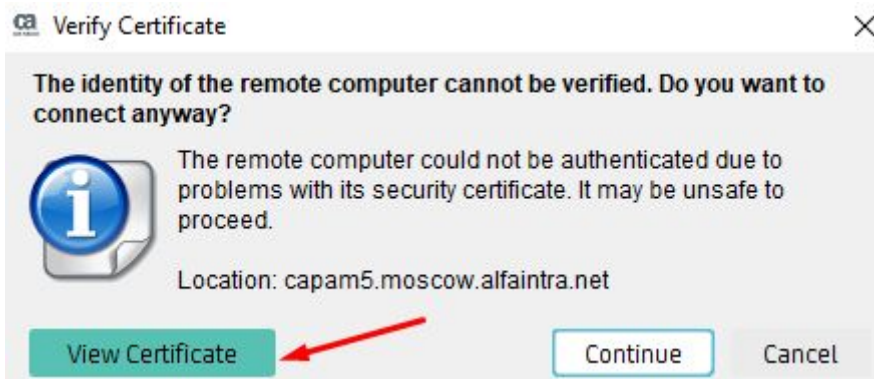 ca
Verify Certificate
The identity of the remote computer cannot be verified. Do you want to
connect anyway?
The remote computer could not be authenticated due to
problems with its security certificate. It may be unsafe to
proceed.
Location: capam5.moscow.alfaintra.net
View Certificate
Continue
Cancel